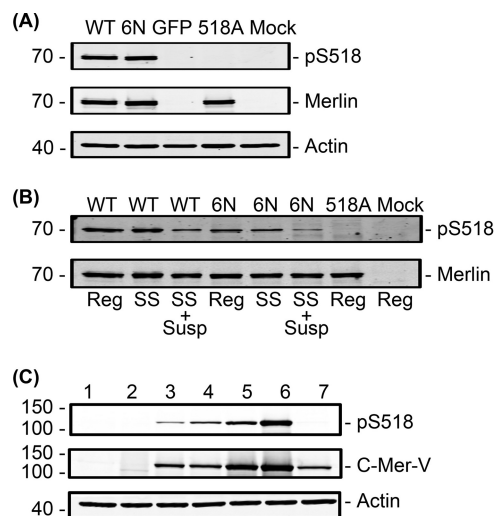 (A)
WT 6N GFP 518A Mock
70 - - pS518
70 - - Merlin
40 - - Actin
(B)
WT WT WT 6N 6N 6N 518A Mock
70 - - pS518
70 - - Merlin
Reg SS SS + Susp Reg SS SS + Susp Reg Reg
(C)
1 2 3 4 5 6 7
150 -
100 - - pS518
150 -
100 - - C-Mer-V
40 - - Actin